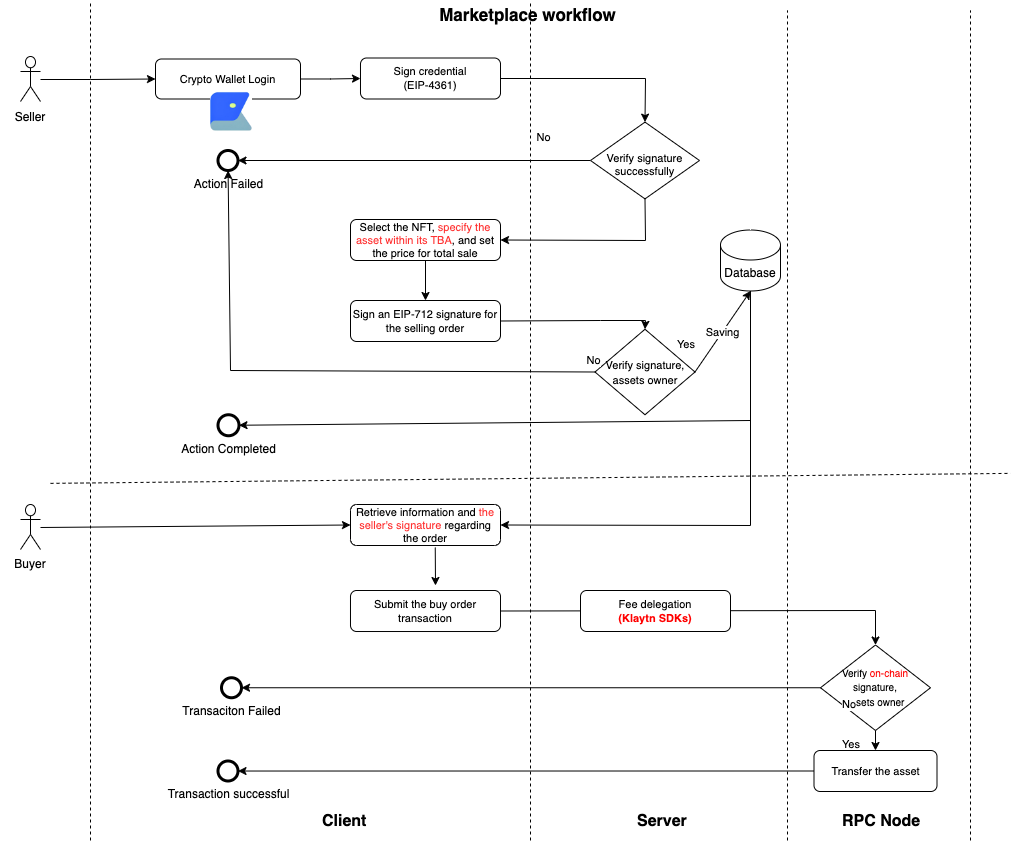 Marketplace workflow
Seller
Crypto Wallet Login
Sign credential
(EIP-4361)
No
Verify signature
successfully
Action Failed
Select the NFT, specify the
asset within its TBA, and set
the price for total sale
Database
Sign an EIP-712 signature for
the selling order
Saving
Yes
No
Verify signature,
assets owner
Action Completed
Buyer
Retrieve information and the
seller's signature regarding
the order
Submit the buy order
transaction
Fee delegation
(Klaytn SDKs)
Verify on-chain
signature,
No
sets owner
Transaciton Failed
Yes
Transfer the asset
Transaction successful
Client
Server
RPC Node